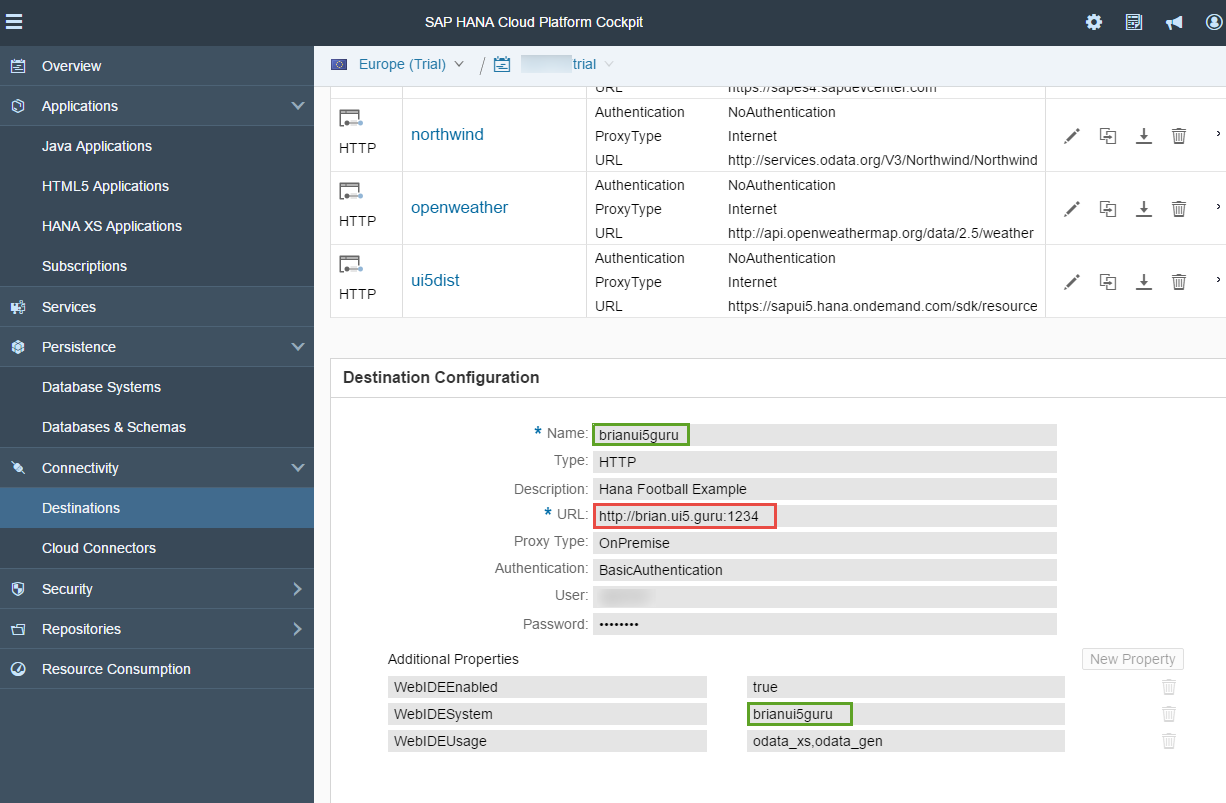 SAP HANA Cloud Platform Cockpit
Overview
Applications
Java Applications
HTML5 Applications
HANA XS Applications
Subscriptions
Services
Persistence
Database Systems
Databases & Schemas
Connectivity
Destinations
Cloud Connectors
Security
Repositories
Resource Consumption
Europe (Trial) / trial
URL https://sapes4.sapdevcenter.com
HTTP northwind
Authentication NoAuthentication
ProxyType Internet
URL http://services.odata.org/V3/Northwind/Northwind
HTTP openweather
Authentication NoAuthentication
ProxyType Internet
URL http://api.openweathermap.org/data/2.5/weather
HTTP ui5dist
Authentication NoAuthentication
ProxyType Internet
URL https://sapui5.hana.ondemand.com/sdk/resource
Destination Configuration
* Name: brianui5guru
Type: HTTP
Description: Hana Football Example
* URL: http://brian.ui5.guru:1234
Proxy Type: OnPremise
Authentication: BasicAuthentication
User:
Password: ••••••••
Additional Properties New Property
WebIDEEnabled true
WebIDESystem brianui5guru
WebIDEUsage odata_xs,odata_gen